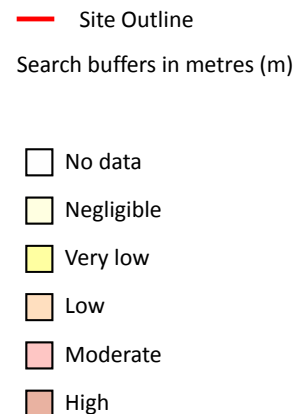 Site Outline
Search buffers in metres (m)
No data
Negligible
Very low
Low
Moderate
High